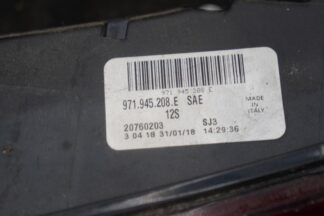 971 945 208 E
971.945.208.E SAE
12S
MADE
IN
ITALY
20760203 SJ3
3 04 18 31/01/18 14:29:36